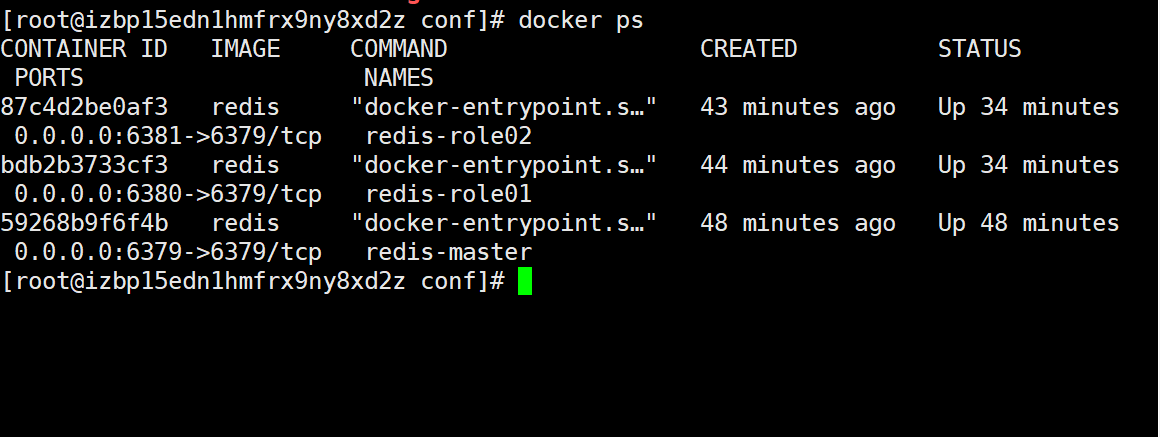 [root@izbp15edn1hmfrx9ny8xd2z conf]# docker ps
CONTAINER ID   IMAGE     COMMAND                  CREATED          STATUS
 PORTS                    NAMES
87c4d2be0af3   redis     "docker-entrypoint.s…"   43 minutes ago   Up 34 minutes
 0.0.0.0:6381->6379/tcp   redis-role02
bdb2b3733cf3   redis     "docker-entrypoint.s…"   44 minutes ago   Up 34 minutes
 0.0.0.0:6380->6379/tcp   redis-role01
59268b9f6f4b   redis     "docker-entrypoint.s…"   48 minutes ago   Up 48 minutes
 0.0.0.0:6379->6379/tcp   redis-master
[root@izbp15edn1hmfrx9ny8xd2z conf]#